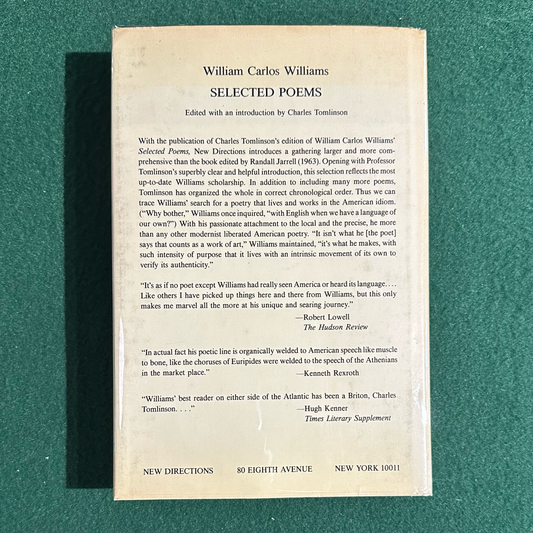 William Carlos Williams
SELECTED POEMS
Edited with an introduction by Charles Tomlinson
With the publication of Charles Tomlinson's edition of William Carlos Williams'
Selected Poems, New Directions introduces a gathering larger and more com-
prehensive than the book edited by Randall Jarrell (1963). Opening with Professor
Tomlinson's superbly clear and helpful introduction, this selection reflects the most
up-to-date Williams scholarship. In addition to including many more poems,
Tomlinson has organized the whole in correct chronological order. Thus we can
trace Williams' search for a poetry that lives and works in the American idiom.
("Why bother," Williams once inquired, "with English when we have a language of
our own?") With his passionate attachment to the local and the precise, he more
than any other modernist liberated American poetry. "It isn't what he [the poet]
says that counts as a work of art," Williams maintained, "it's what he makes, with
such intensity of purpose that it lives with an intrinsic movement of its own to
verify its authenticity."
"It's as if no poet except Williams had really seen America or heard its language....
Like others I have picked up things here and there from Williams, but this only
makes me marvel all the more at his unique and searing journey."
—Robert Lowell
The Hudson Review
"In actual fact his poetic line is organically welded to American speech like muscle
to bone, like the choruses of Euripides were welded to the speech of the Athenians
in the market place."
—Kenneth Rexroth
"Williams' best reader on either side of the Atlantic has been a Briton, Charles
Tomlinson. . . ."
—Hugh Kenner
Times Literary Supplement
NEW DIRECTIONS 80 EIGHTH AVENUE NEW YORK 10011